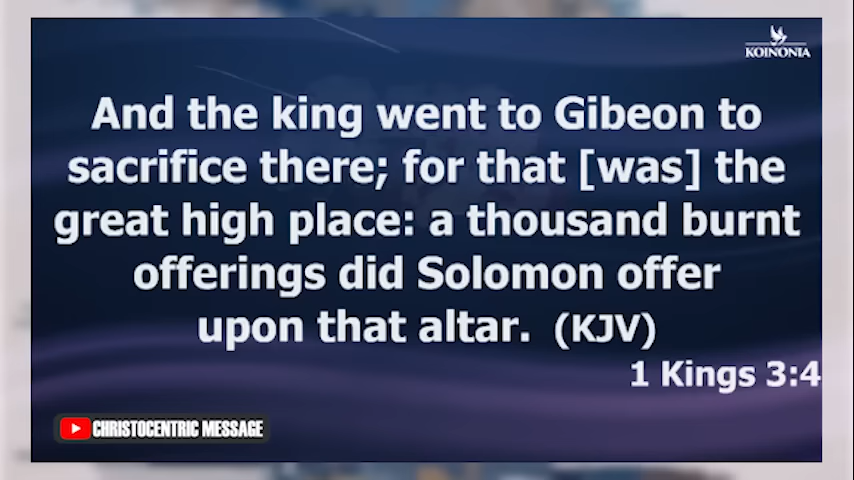 KOINONIA
And the king went to Gibeon to
sacrifice there; for that [was] the
great high place: a thousand burnt
offerings did Solomon offer
upon that altar. (KJV)
1 Kings 3:4
CHRISTOCENTRIC MESSAGE